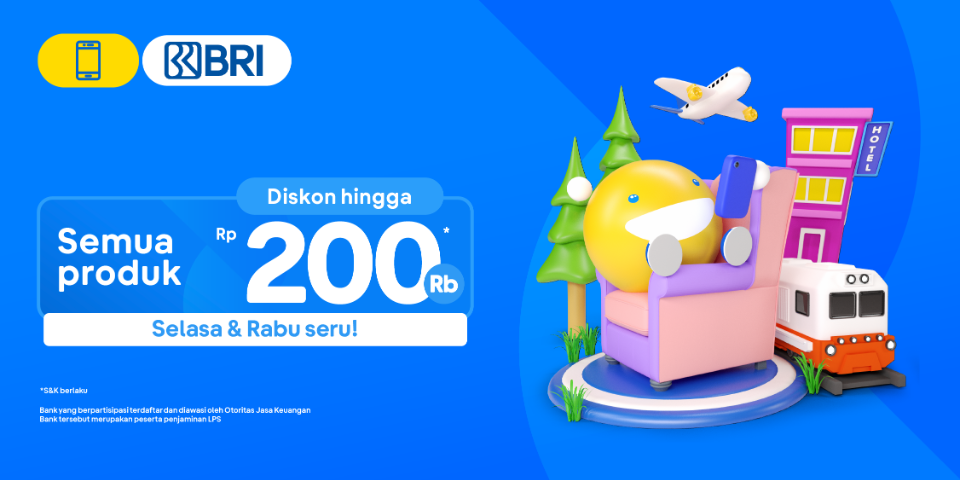 BRI
Diskon hingga
Semua
produk
Rp 200 Rb*
Selasa & Rabu seru!
*S&K berlaku
Bank yang berpartisipasi terdaftar dan diawasi oleh Otoritas Jasa Keuangan
Bank tersebut merupakan peserta penjaminan LPS
HOTEL